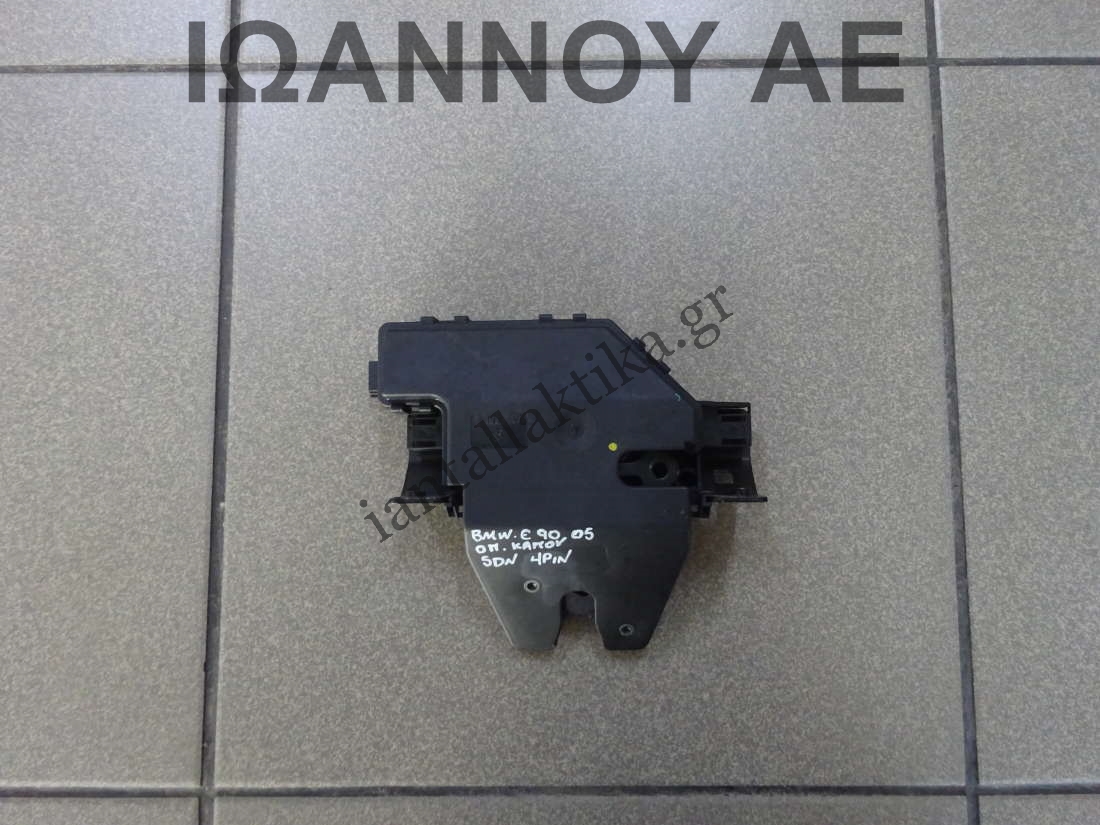 ΙΩΑΝΝΟΥ ΑΕ
iantallaktika.gr
BMW. E 90 05
ΟΠ. ΚΑΠΟΥ
SDN 4PIN